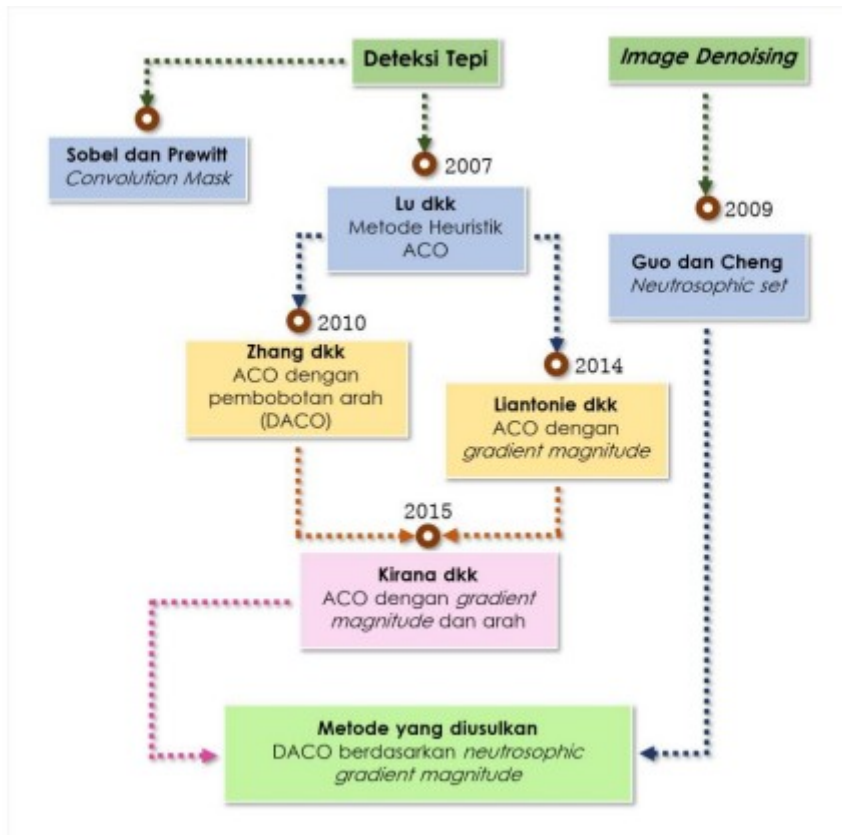 Deteksi Tepi
Image Denoising
Sobel dan Prewitt
Convolution Mask
2007
Lu dkk
Metode Heuristik
ACO
2009
Guo dan Cheng
Neutrosophic set
2010
Zhang dkk
ACO dengan
pembobotan arah
(DACO)
2014
Liantonie dkk
ACO dengan
gradient magnitude
2015
Kirana dkk
ACO dengan gradient
magnitude dan arah
Metode yang diusulkan
DACO berdasarkan neutrosophic
gradient magnitude